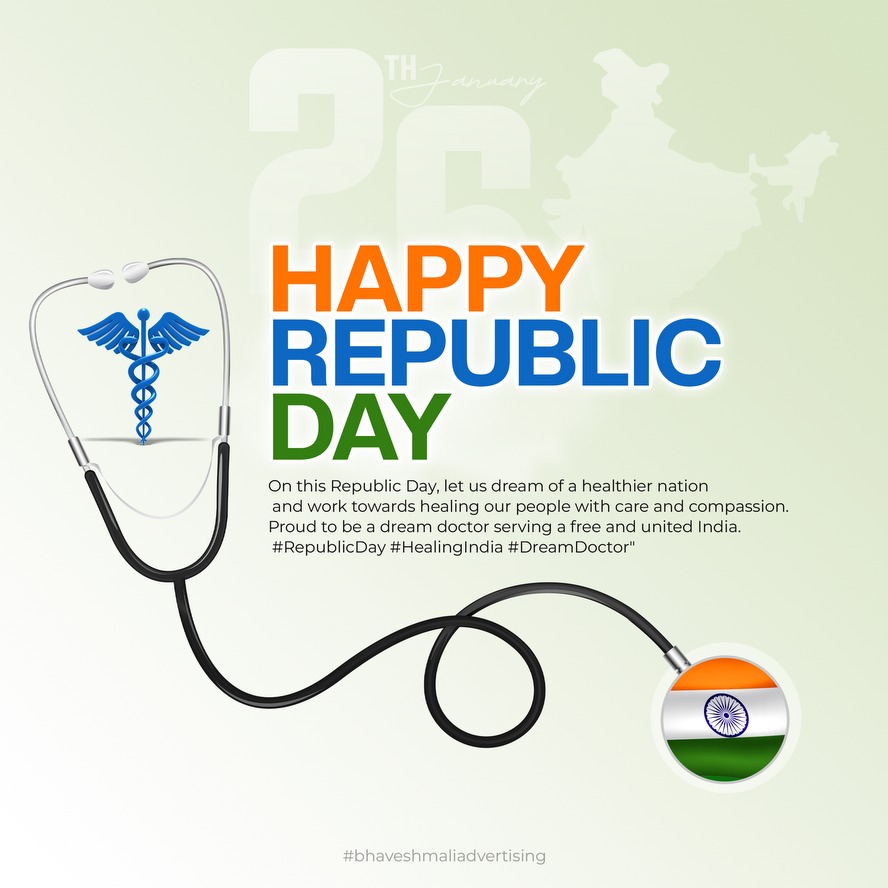 26TH January
HAPPY
REPUBLIC
DAY
On this Republic Day, let us dream of a healthier nation
and work towards healing our people with care and compassion.
Proud to be a dream doctor serving a free and united India.
#RepublicDay #HealingIndia #DreamDoctor"
#bhaveshmaliadvertising